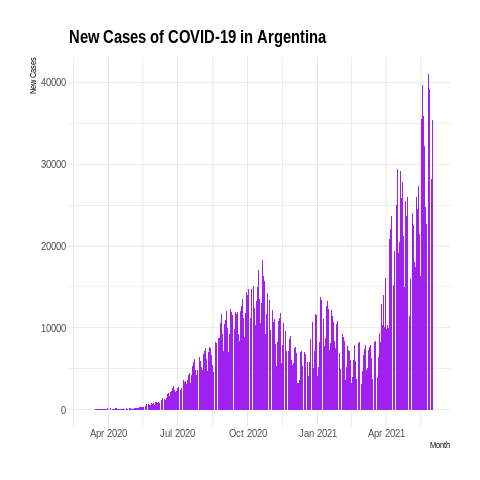 New Cases of COVID-19 in Argentina
New Cases
40000
30000
20000
10000
0
Apr 2020 Jul 2020 Oct 2020 Jan 2021 Apr 2021
Month